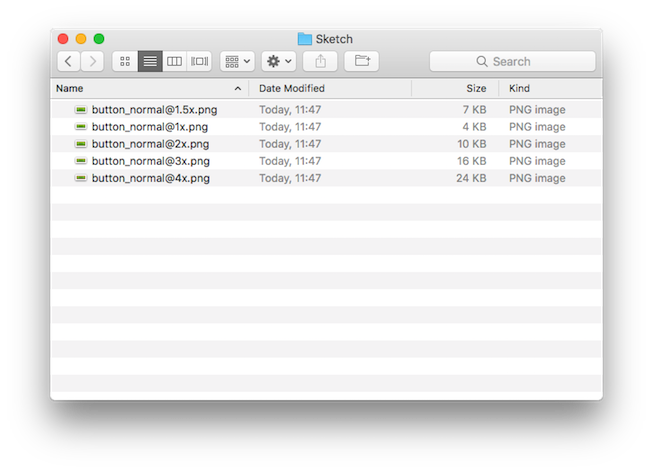 Sketch
Search
Name Date Modified Size Kind
button_normal@1.5x.png Today, 11:47 7 KB PNG image
button_normal@1x.png Today, 11:47 4 KB PNG image
button_normal@2x.png Today, 11:47 10 KB PNG image
button_normal@3x.png Today, 11:47 16 KB PNG image
button_normal@4x.png Today, 11:47 24 KB PNG image